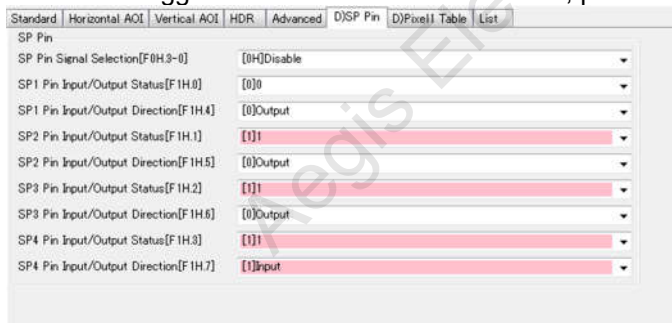 Standard Horizontal AOI Vertical AOI HDR Advanced D)SP Pin D)Pixel1 Table List
SP Pin
SP Pin Signal Selection[F0H.3-0] [0H]Disable
SP1 Pin Input/Output Status[F1H.0] [0]0
SP1 Pin Input/Output Direction[F1H.4] [0]Output
SP2 Pin Input/Output Status[F1H.1] [1]1
SP2 Pin Input/Output Direction[F1H.5] [0]Output
SP3 Pin Input/Output Status[F1H.2] [1]1
SP3 Pin Input/Output Direction[F1H.6] [0]Output
SP4 Pin Input/Output Status[F1H.3] [1]1
SP4 Pin Input/Output Direction[F1H.7] [1]Input
Aegis Ele